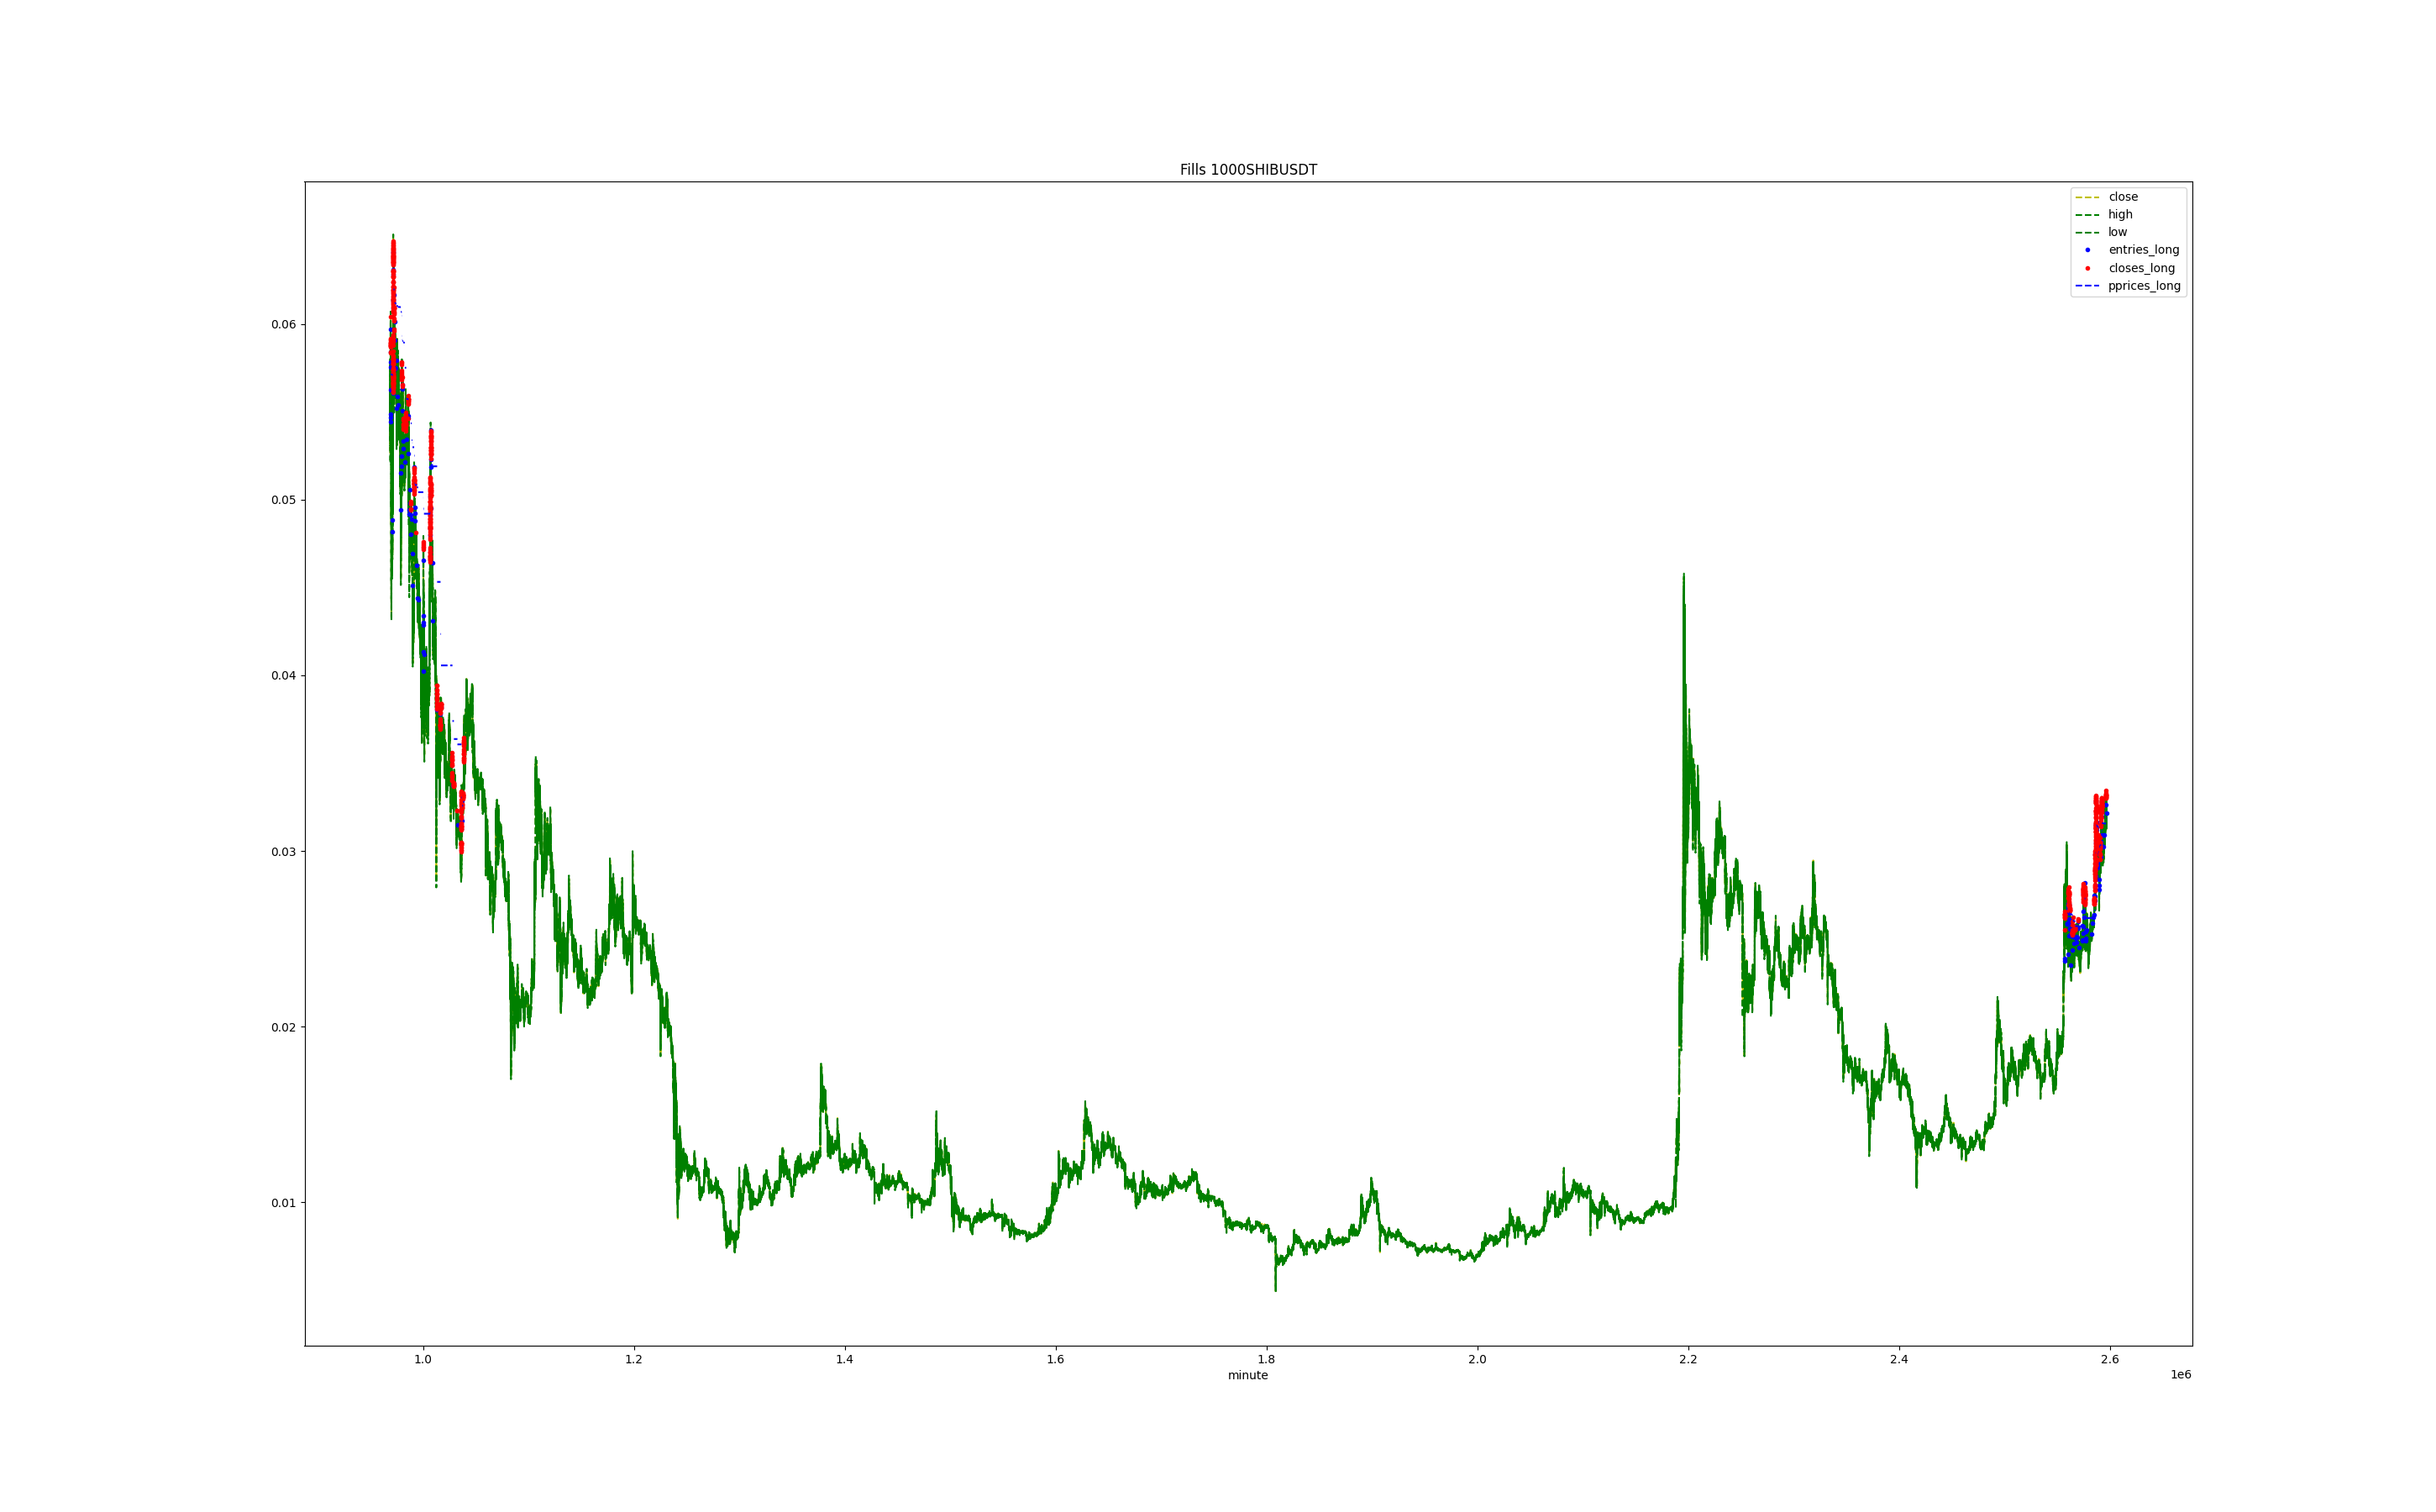 Fills 1000SHIBUSDT
close
high
low
entries_long
closes_long
pprices_long
0.06
0.05
0.04
0.03
0.02
0.01
1.0 1.2 1.4 1.6 1.8 2.0 2.2 2.4 2.6
minute
1e6